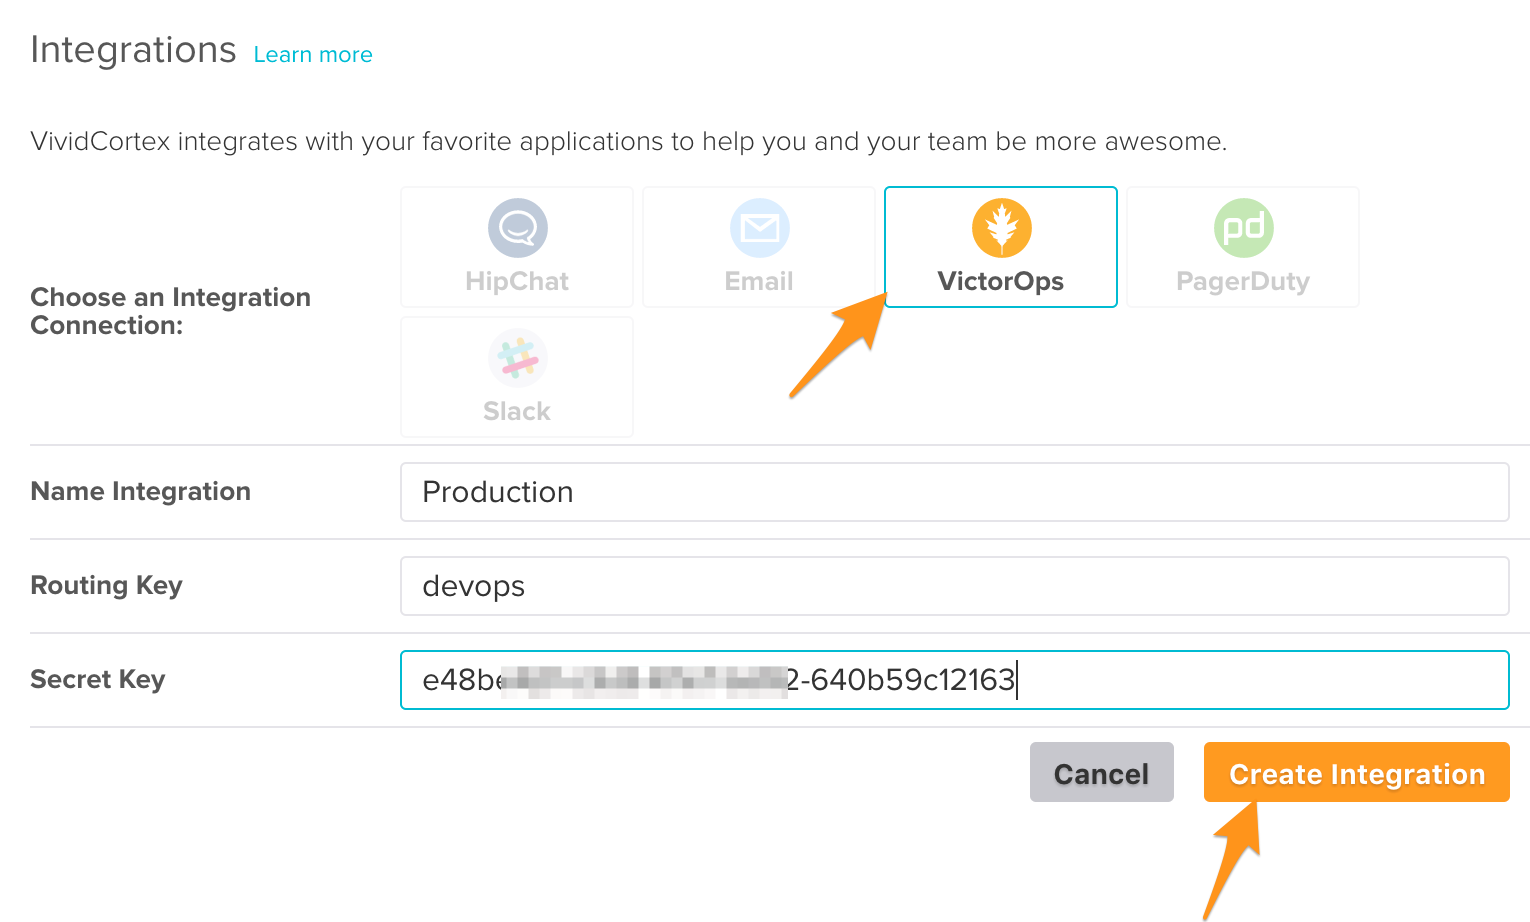 Integrations Learn more
VividCortex integrates with your favorite applications to help you and your team be more awesome.
HipChat
Email
VictorOps
pd
PagerDuty
Choose an Integration
Connection:
Slack
Name Integration
Production
Routing Key
devops
Secret Key
e48be 2-640b59c12163
Cancel
Create Integration